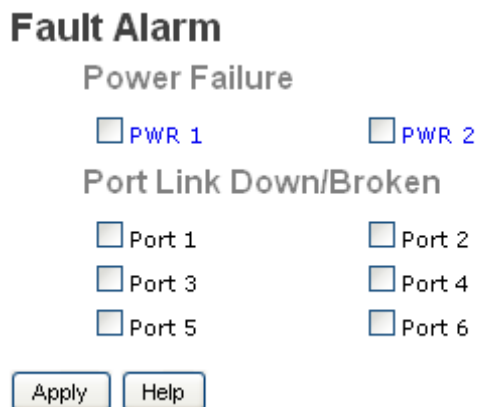 Fault Alarm
Power Failure
PWR 1 PWR 2
Port Link Down/Broken
Port 1 Port 2
Port 3 Port 4
Port 5 Port 6
Apply Help